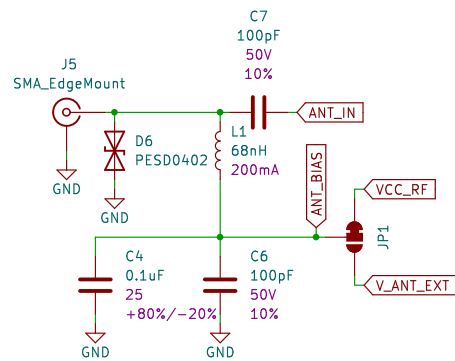 C7
100pF
50V
10%
J5
SMA_EdgeMount
ANT_IN
D6
PESD0402
L1
68nH
200mA
GND
GND
ANT_BIAS
VCC_RF
JP1
V_ANT_EXT
C4
0.1uF
25
+80%/-20%
C6
100pF
50V
10%
GND
GND